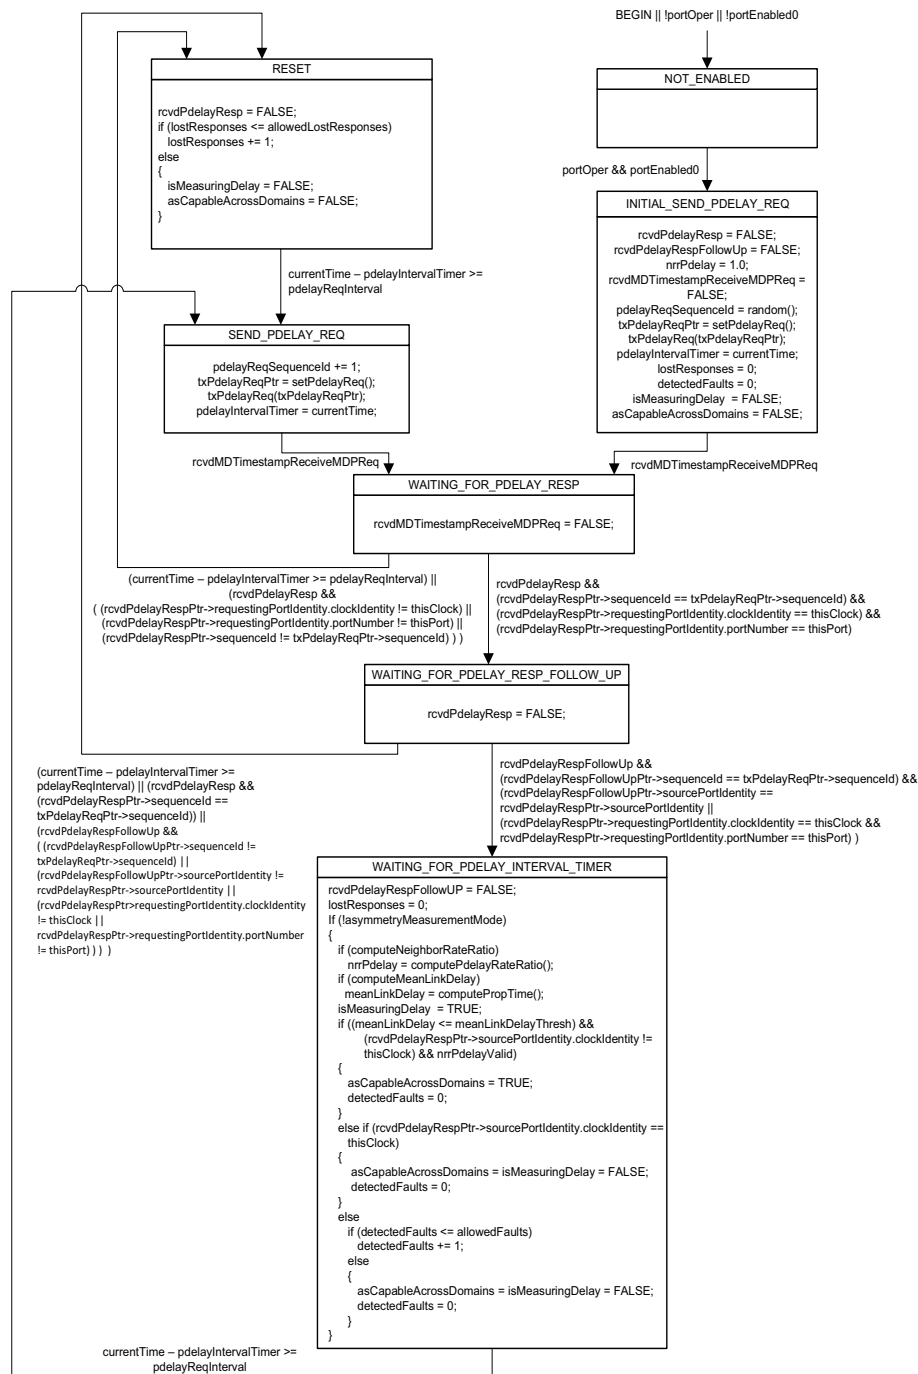 BEGIN || !portOper || !portEnabled0
RESET
rcvdPdelayResp = FALSE;
if (lostResponses <= allowedLostResponses)
lostResponses += 1;
else
{
isMeasuringDelay = FALSE;
asCapableAcrossDomains = FALSE;
}
NOT_ENABLED
portOper && portEnabled0
INITIAL_SEND_PDELAY_REQ
rcvdPdelayResp = FALSE;
rcvdPdelayRespFollowUp = FALSE;
nrrPdelay = 1.0;
rcvdMDTimestampReceiveMDPReq =
FALSE;
pdelayReqSequenceId = random();
txPdelayReqPtr = setPdelayReq();
txPdelayReq(txPdelayReqPtr);
pdelayIntervalTimer = currentTime;
lostResponses = 0;
detectedFaults = 0;
isMeasuringDelay = FALSE;
asCapableAcrossDomains = FALSE;
currentTime – pdelayIntervalTimer >=
pdelayReqInterval
SEND_PDELAY_REQ
pdelayReqSequenceId += 1;
txPdelayReqPtr = setPdelayReq();
txPdelayReq(txPdelayReqPtr);
pdelayIntervalTimer = currentTime;
rcvdMDTimestampReceiveMDPReq
rcvdMDTimestampReceiveMDPReq
WAITING_FOR_PDELAY_RESP
rcvdMDTimestampReceiveMDPReq = FALSE;
(currentTime – pdelayIntervalTimer >= pdelayReqInterval) ||
(rcvdPdelayResp &&
( (rcvdPdelayRespPtr->requestingPortIdentity.clockIdentity != thisClock) ||
(rcvdPdelayRespPtr->requestingPortIdentity.portNumber != thisPort) ||
(rcvdPdelayRespPtr->sequenceId != txPdelayReqPtr->sequenceId) ) )
rcvdPdelayResp &&
(rcvdPdelayRespPtr->sequenceId == txPdelayReqPtr->sequenceId) &&
(rcvdPdelayRespPtr->requestingPortIdentity.clockIdentity == thisClock) &&
(rcvdPdelayRespPtr->requestingPortIdentity.portNumber == thisPort)
WAITING_FOR_PDELAY_RESP_FOLLOW_UP
rcvdPdelayResp = FALSE;
(currentTime – pdelayIntervalTimer >=
pdelayReqInterval) || (rcvdPdelayResp &&
(rcvdPdelayRespPtr->sequenceId ==
txPdelayReqPtr->sequenceId)) ||
(rcvdPdelayRespFollowUp &&
( (rcvdPdelayRespFollowUpPtr->sequenceId !=
txPdelayReqPtr->sequenceId) ||
(rcvdPdelayRespFollowUPPtr->sourcePortIdentity !=
rcvdPdelayRespPtr->sourcePortIdentity ||
(rcvdPdelayRespPtr>requestingPortIdentity.clockIdentity
!= thisClock ||
rcvdPdelayRespPtr->requestingPortIdentity.portNumber
!= thisPort) ) ) )
rcvdPdelayRespFollowUp &&
(rcvdPdelayRespFollowUpPtr->sequenceId == txPdelayReqPtr->sequenceId) &&
(rcvdPdelayRespFollowUPPtr->sourcePortIdentity ==
rcvdPdelayRespPtr->sourcePortIdentity ||
(rcvdPdelayRespPtr->requestingPortIdentity.clockIdentity == thisClock &&
rcvdPdelayRespPtr->requestingPortIdentity.portNumber == thisPort) )
WAITING_FOR_PDELAY_INTERVAL_TIMER
rcvdPdelayRespFollowUP = FALSE;
lostResponses = 0;
If (!asymmetryMeasurementMode)
{
if (computeNeighborRateRatio)
nrrPdelay = computePdelayRateRatio();
if (computeMeanLinkDelay)
meanLinkDelay = computePropTime();
isMeasuringDelay = TRUE;
if ((meanLinkDelay <= meanLinkDelayThresh) &&
(rcvdPdelayRespPtr->sourcePortIdentity.clockIdentity !=
thisClock) && nrrPdelayValid)
{
asCapableAcrossDomains = TRUE;
detectedFaults = 0;
}
else if (rcvdPdelayRespPtr->sourcePortIdentity.clockIdentity ==
thisClock)
{
asCapableAcrossDomains = isMeasuringDelay = FALSE;
detectedFaults = 0;
}
else
if (detectedFaults <= allowedFaults)
detectedFaults += 1;
else
{
asCapableAcrossDomains = isMeasuringDelay = FALSE;
detectedFaults = 0;
}
}
currentTime – pdelayIntervalTimer >=
pdelayReqInterval